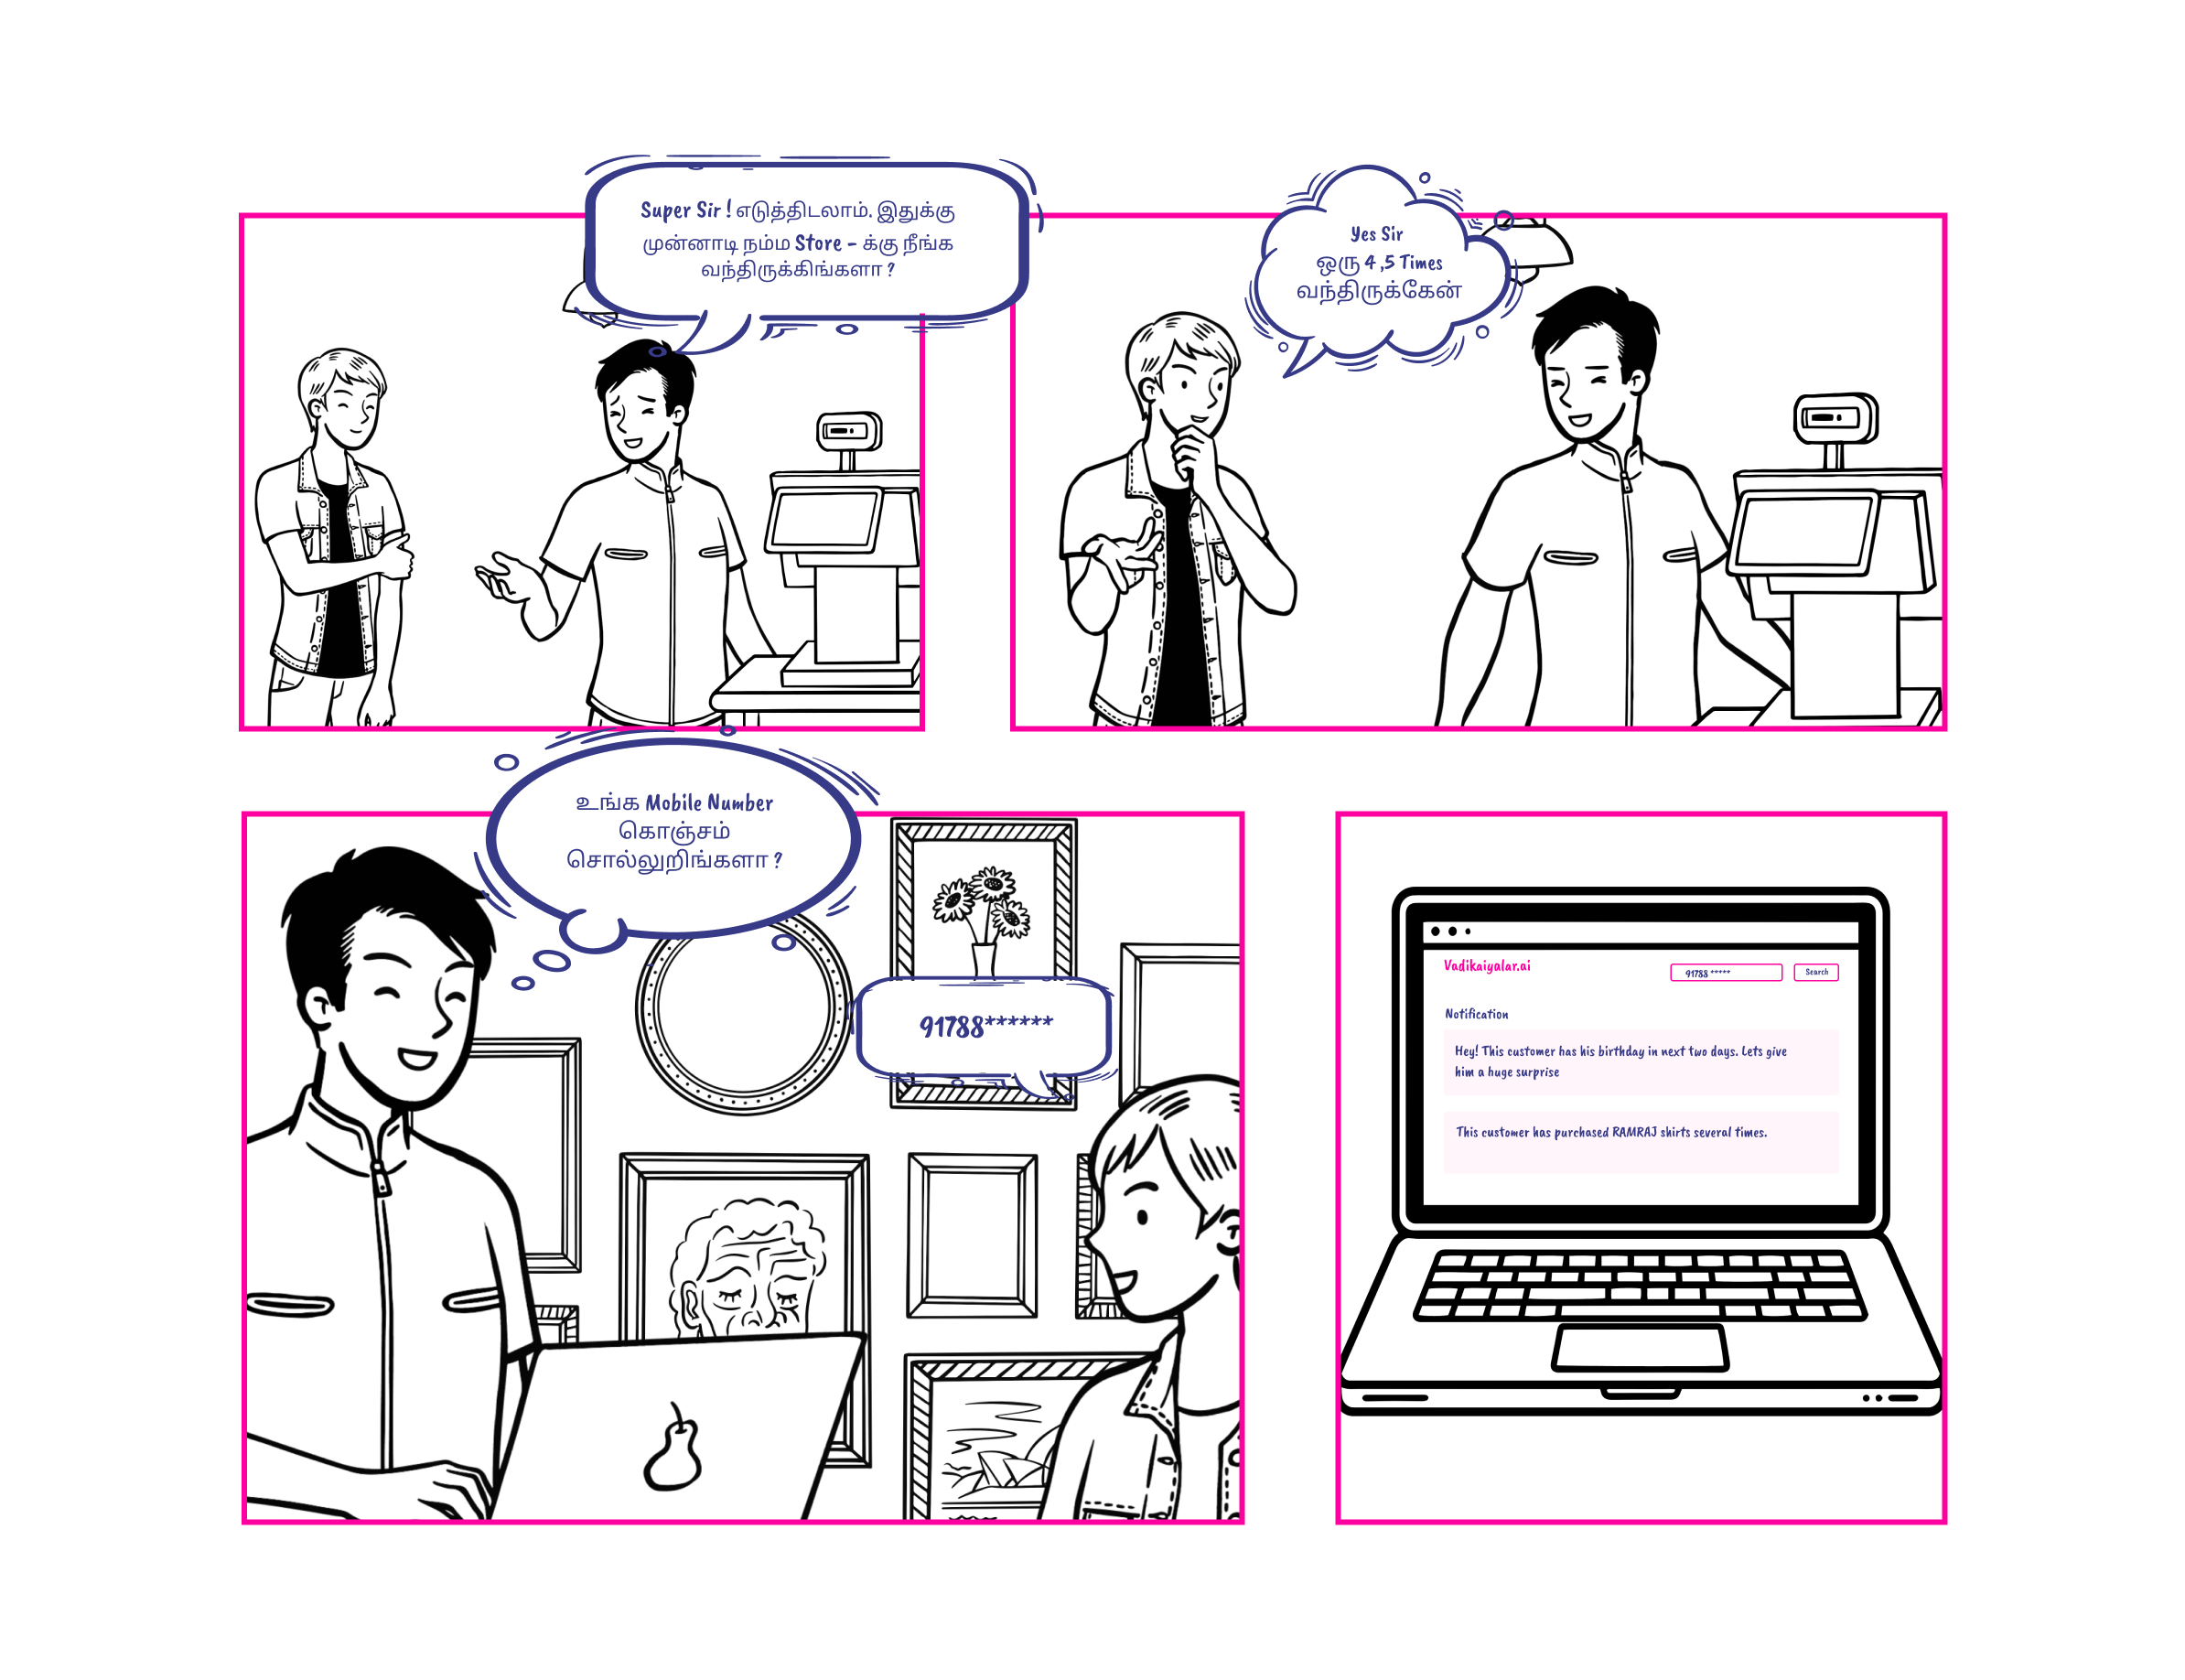 Super Sir ! எடுத்திடலாம். இதுக்கு
முன்னாடி நம்ம Store - க்கு நீங்க
வந்திருக்கிங்களா ?
Yes Sir
ஒரு 4 ,5 Times
வந்திருக்கேன்
உங்க Mobile Number
கொஞ்சம்
சொல்லுறிங்களா ?
91788******
Vadikaiyalar.ai
91788 *****
Search
Notification
Hey! This customer has his birthday in next two days. Lets give
him a huge surprise
This customer has purchased RAMRAJ shirts several times.